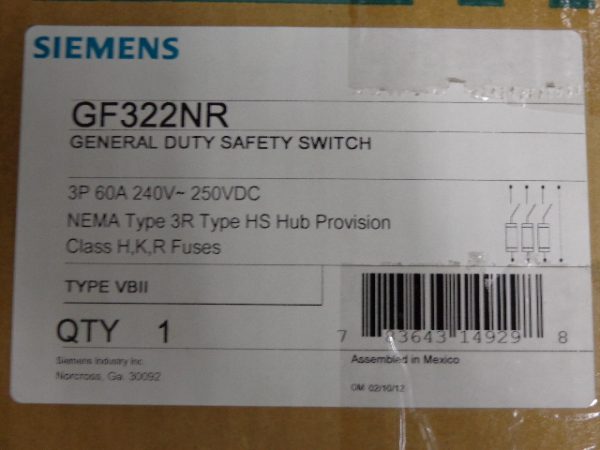 SIEMENS
GF322NR
GENERAL DUTY SAFETY SWITCH
3P 60A 240V~ 250VDC
NEMA Type 3R Type HS Hub Provision
Class H,K,R Fuses
TYPE VBII
QTY 1
7 83643 14929 8
Siemens Industry Inc.
Norcross, Ga. 30092
Assembled in Mexico
DM 02/10/12